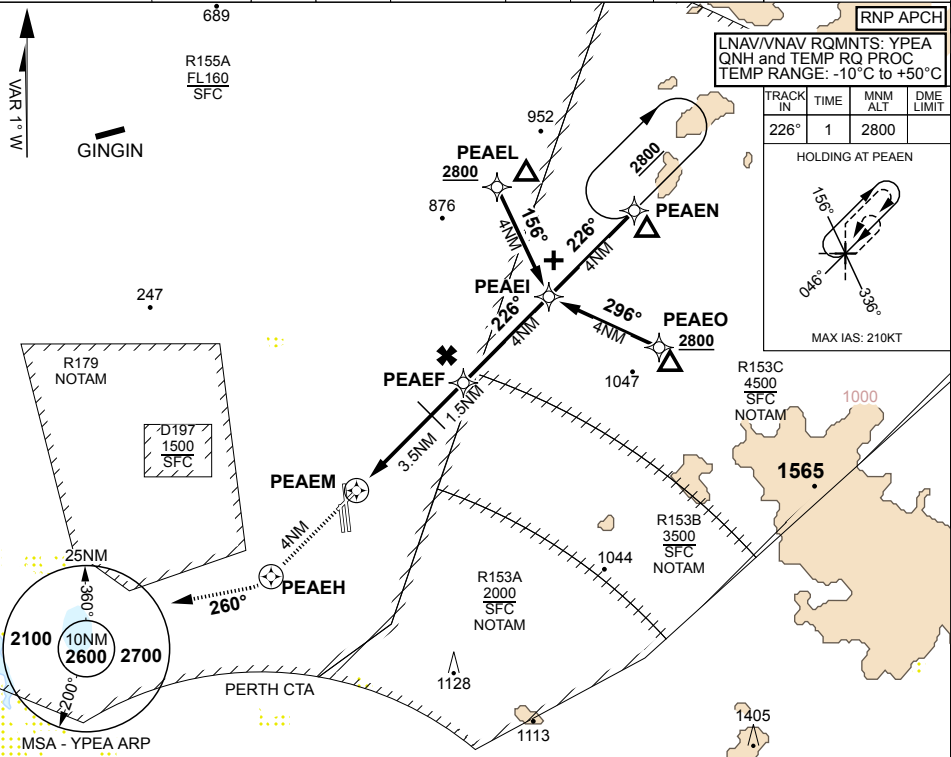 RNP APCH
LNAV/VNAV RQMNTS: YPEA
QNH and TEMP RQ PROC
TEMP RANGE: -10°C to +50°C
TRACK IN
TIME
MNM ALT
DME LIMIT
226°
1
2800
HOLDING AT PEAEN
156°
046°
336°
MAX IAS: 210KT
689
R155A
FL160
SFC
VAR 1° W
GINGIN
952
PEAEL
2800
876
156°
4NM
2800
PEAEN
226°
4NM
PEAEI
247
226°
4NM
296°
4NM
PEAEO
2800
1047
R179
NOTAM
D197
1500
SFC
PEAEF
1.5NM
3.5NM
R153C
4500
SFC
NOTAM
1000
1565
PEAEM
4NM
R153B
3500
SFC
NOTAM
1044
R153A
2000
SFC
NOTAM
PEAEH
260°
25NM
360°
2100
10NM
2600
2700
200°
MSA - YPEA ARP
PERTH CTA
1128
1113
1405